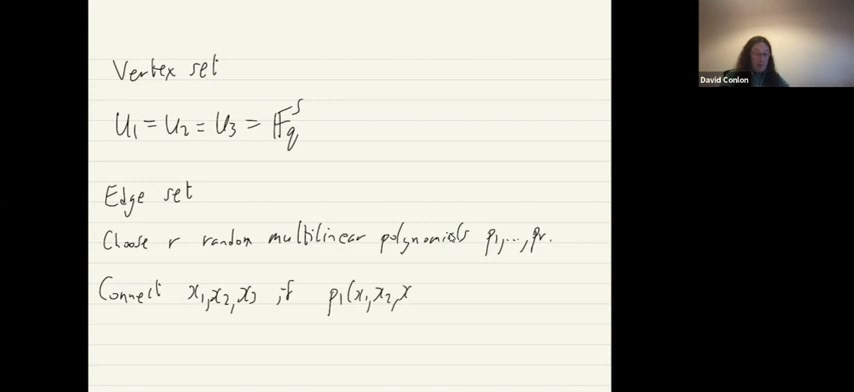 Vertex set
U₁ = U₂ = U₃ = 𝔽_q^s
Edge set
Choose r random multilinear polynomials p₁,...,pᵣ.
Connect x₁,x₂,x₃ if p₁(x₁,x₂,x
David Conlon